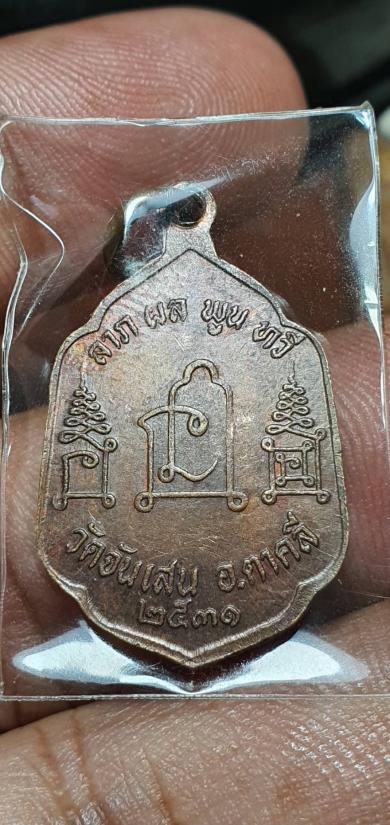 ลาภ ผล พูน ทวี
วัดจันเสน อ.ตาคลี
๒๕๓๑